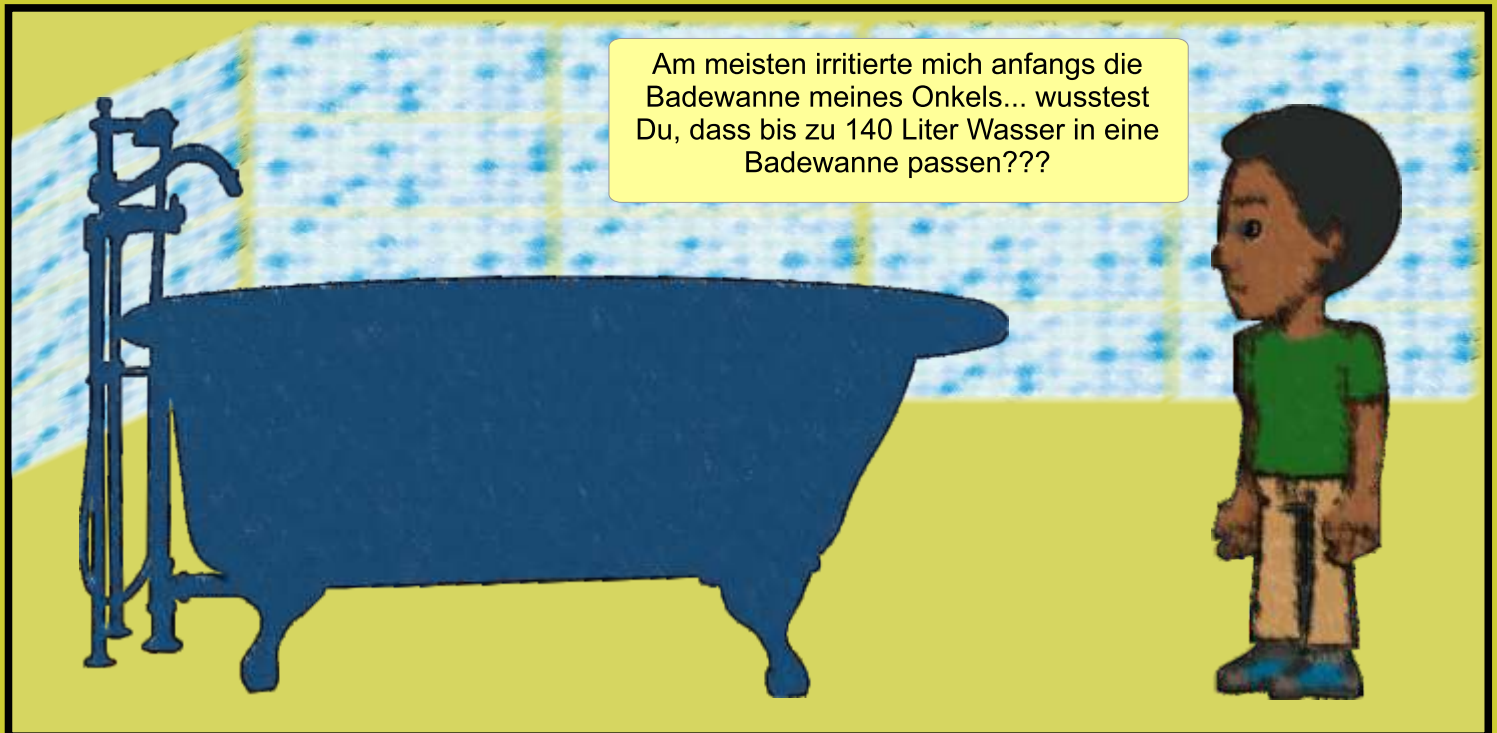 Am meisten irritierte mich anfangs die
Badewanne meines Onkels... wusstest
Du, dass bis zu 140 Liter Wasser in eine
Badewanne passen???